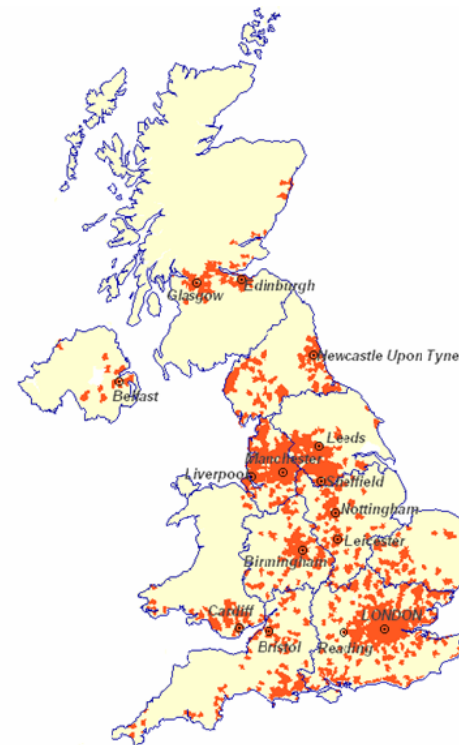 Glasgow
Edinburgh
Newcastle Upon Tyne
Belfast
Leeds
Manchester
Liverpool
Sheffield
Nottingham
Leicester
Birmingham
Cardiff
LONDON
Bristol
Reading